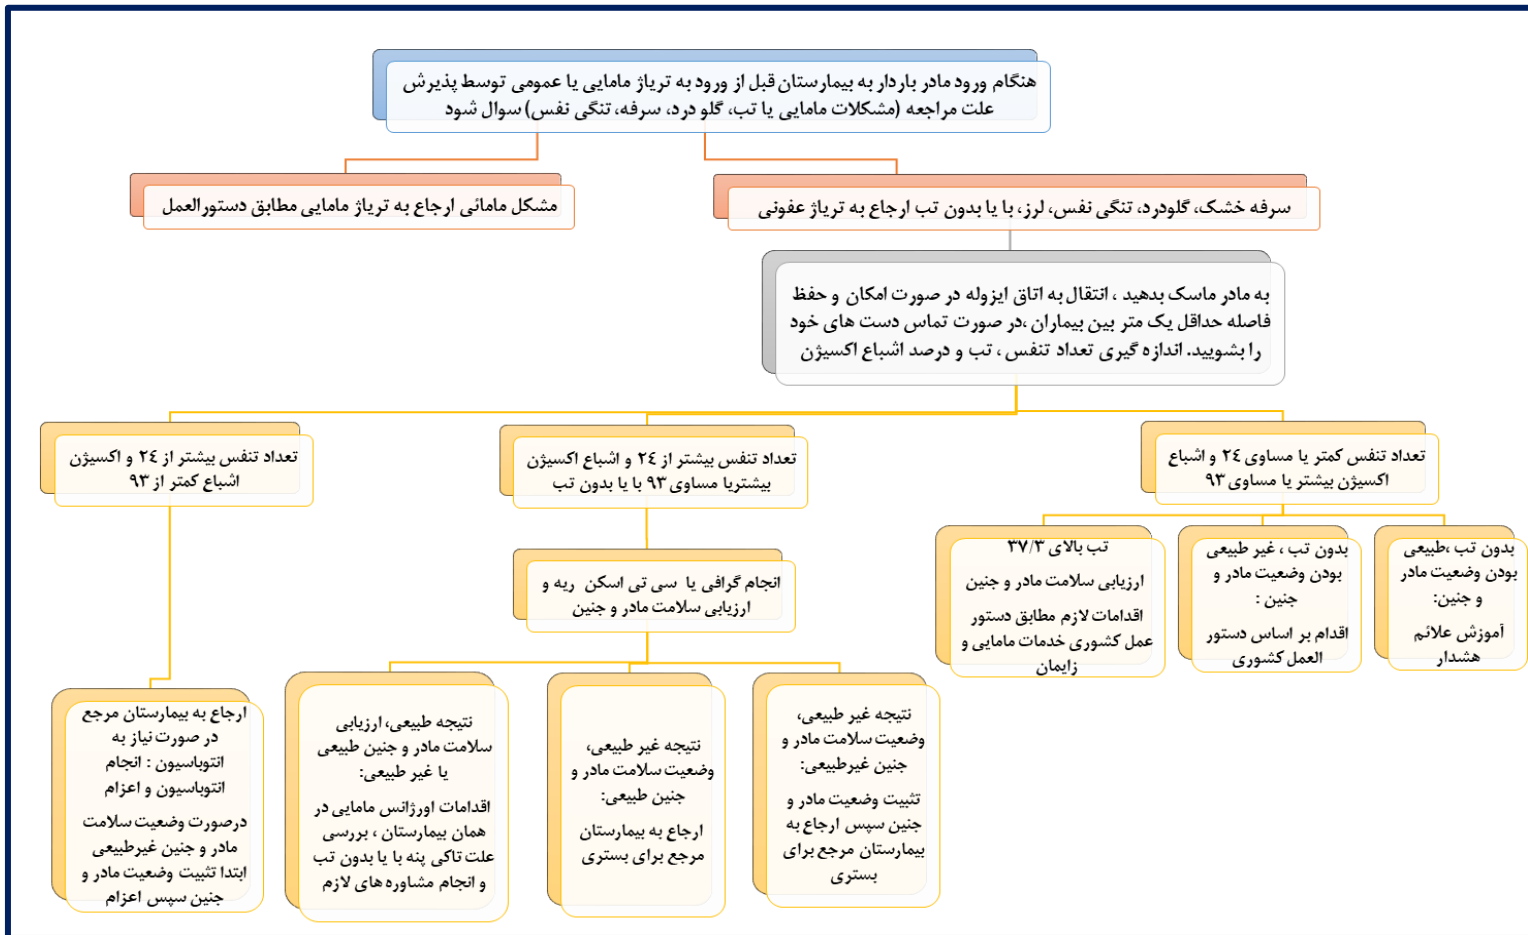 هنگام ورود مادر باردار به بیمارستان قبل از ورود به تریاژ مامایی یا عمومی توسط پذیرش
علت مراجعه (مشکلات مامایی یا تب، گلو درد، سرفه، تنگی نفس) سوال شود
سرفه خشک، گلودرد، تنگی نفس، لرز، با یا بدون تب ارجاع به تریاژ عفونی
مشکل مامائی ارجاع به تریاژ مامایی مطابق دستورالعمل
به مادر ماسک بدهید ، انتقال به اتاق ایزوله در صورت امکان و حفظ
فاصله حداقل یک متر بین بیماران ،در صورت تماس دست های خود
را بشویید. اندازه گیری تعداد تنفس ، تب و درصد اشباع اکسیژن
تعداد تنفس کمتر یا مساوی ٢٤ و اشباع
اکسیژن بیشتر یا مساوی ٩٣
تعداد تنفس بیشتر از ٢٤ و اشباع اکسیژن
بیشتریا مساوی ٩٣ با یا بدون تب
تعداد تنفس بیشتر از ٢٤ و اکسیژن
اشباع کمتر از ٩٣
بدون تب ،طبیعی
بودن وضعیت مادر
و جنین:
آموزش علائم
هشدار
بدون تب ، غیر طبیعی
بودن وضعیت مادر و
جنین :
اقدام بر اساس دستور
العمل کشوری
تب بالای ٣٧/٣
ارزیابی سلامت مادر و جنین
اقدامات لازم مطابق دستور
عمل کشوری خدمات مامایی و
زایمان
انجام گرافی یا سی تی اسکن ریه و
ارزیابی سلامت مادر و جنین
نتیجه غیر طبیعی،
وضعیت سلامت مادر و
جنین غیرطبیعی:
تثبیت وضعیت مادر و
جنین سپس ارجاع به
بیمارستان مرجع برای
بستری
نتیجه غیر طبیعی،
وضعیت سلامت مادر و
جنین طبیعی:
ارجاع به بیمارستان
مرجع برای بستری
نتیجه طبیعی، ارزیابی
سلامت مادر و جنین طبیعی
یا غیر طبیعی:
اقدامات اورژانس مامایی در
همان بیمارستان ، بررسی
علت تاکی پنه با یا بدون تب
و انجام مشاوره های لازم
ارجاع به بیمارستان مرجع
در صورت نیاز به
انتوباسیون : انجام
انتوباسیون و اعزام
درصورت وضعیت سلامت
مادر و جنین غیرطبیعی
ابتدا تثبیت وضعیت مادر و
جنین سپس اعزام